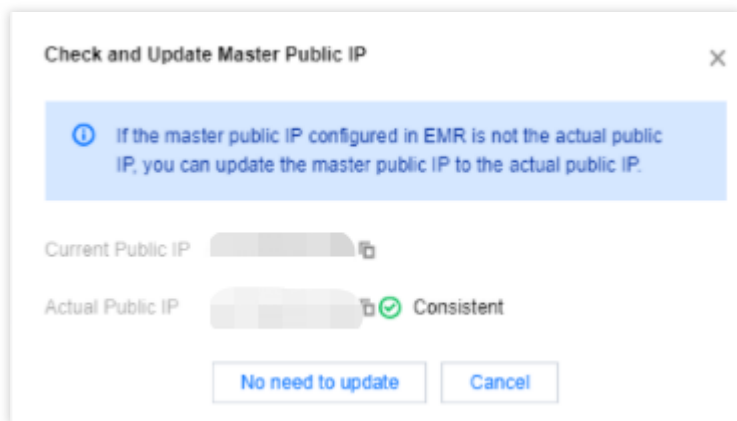 Check and Update Master Public IP
If the master public IP configured in EMR is not the actual public
IP, you can update the master public IP to the actual public IP.
Current Public IP
Actual Public IP Consistent
No need to update Cancel